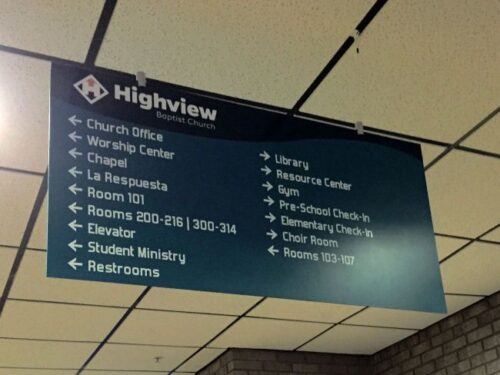 Highview
Baptist Church
← Church Office
← Worship Center
← Chapel
← La Respuesta
← Room 101
← Rooms 200-216 | 300-314
← Elevator
← Student Ministry
← Restrooms
→ Library
→ Resource Center
→ Gym
→ Pre-School Check-In
→ Elementary Check-In
→ Choir Room
← Rooms 103-107